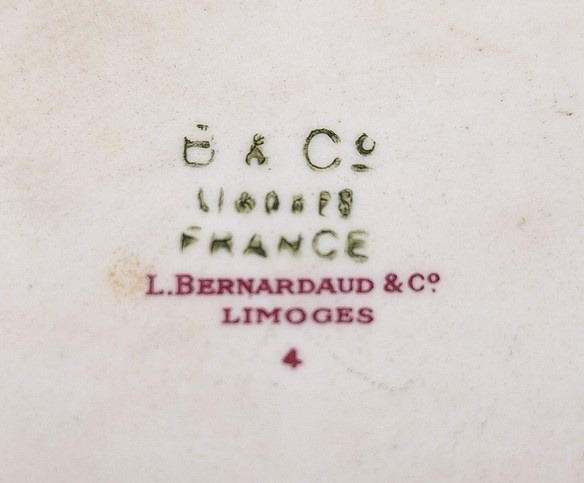 B & Cº
LIMOGES
FRANCE
L. BERNARDAUD & Cº
LIMOGES
4